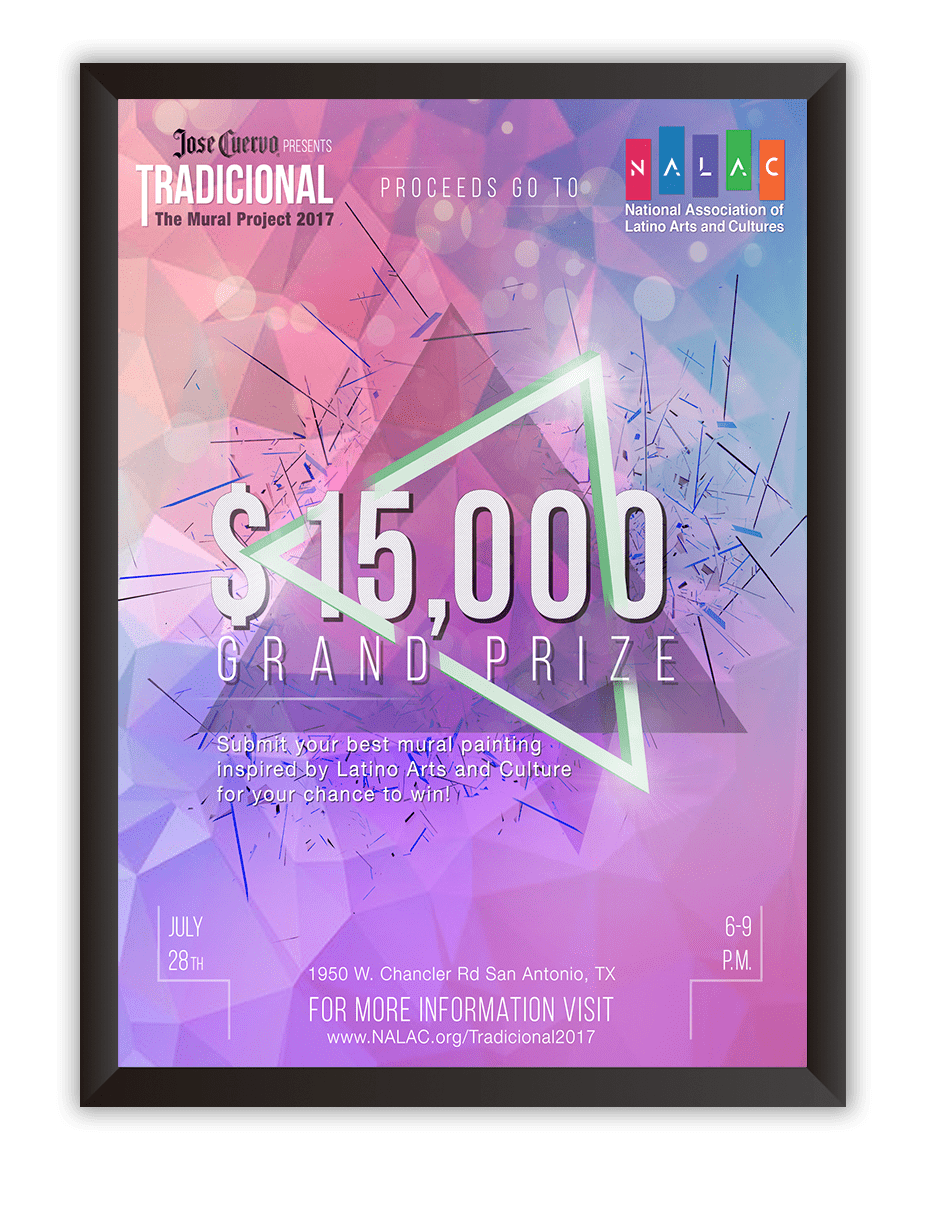 Jose Cuervo PRESENTS
TRADICIONAL
The Mural Project 2017
PROCEEDS GO TO
NALAC
National Association of
Latino Arts and Cultures
$15,000
GRAND PRIZE
Submit your best mural painting
inspired by Latino Arts and Culture
for your chance to win!
JULY
28TH
6-9
P.M.
1950 W. Chancler Rd San Antonio, TX
FOR MORE INFORMATION VISIT
www.NALAC.org/Tradicional2017